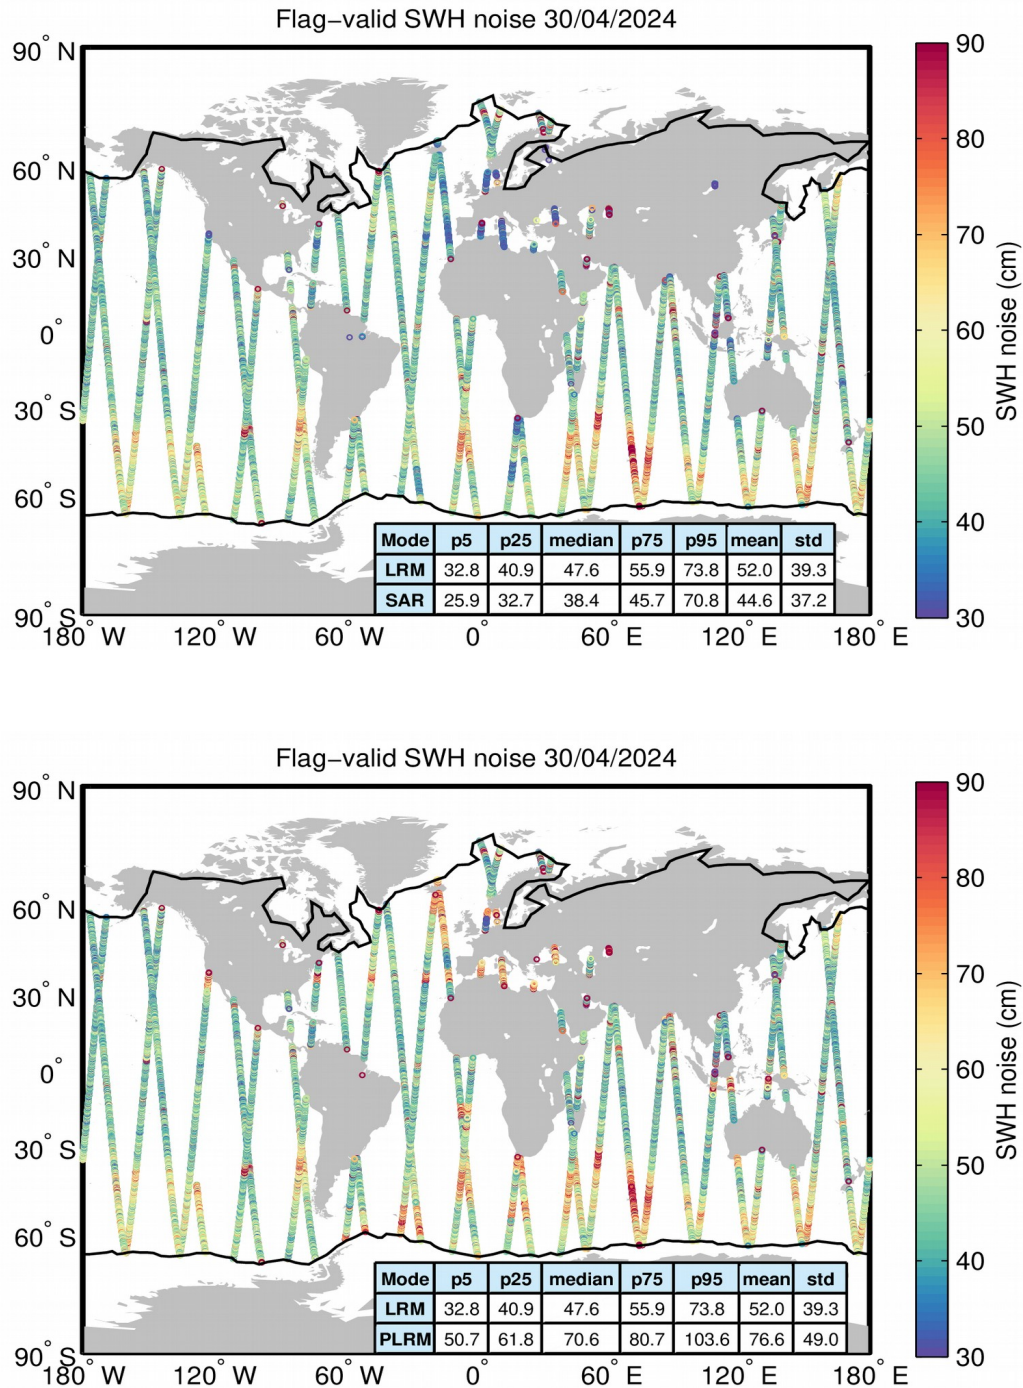 Flag−valid SWH noise 30/04/2024
90° N
60° N
30° N
0°
30° S
60° S
90° S
180° W 120° W 60° W 0° 60° E 120° E 180° E
90
80
70
60
50
40
30
SWH noise (cm)
Mode p5 p25 median p75 p95 mean std
LRM 32.8 40.9 47.6 55.9 73.8 52.0 39.3
SAR 25.9 32.7 38.4 45.7 70.8 44.6 37.2
Flag−valid SWH noise 30/04/2024
90° N
60° N
30° N
0°
30° S
60° S
90° S
180° W 120° W 60° W 0° 60° E 120° E 180° E
90
80
70
60
50
40
30
SWH noise (cm)
Mode p5 p25 median p75 p95 mean std
LRM 32.8 40.9 47.6 55.9 73.8 52.0 39.3
PLRM 50.7 61.8 70.6 80.7 103.6 76.6 49.0